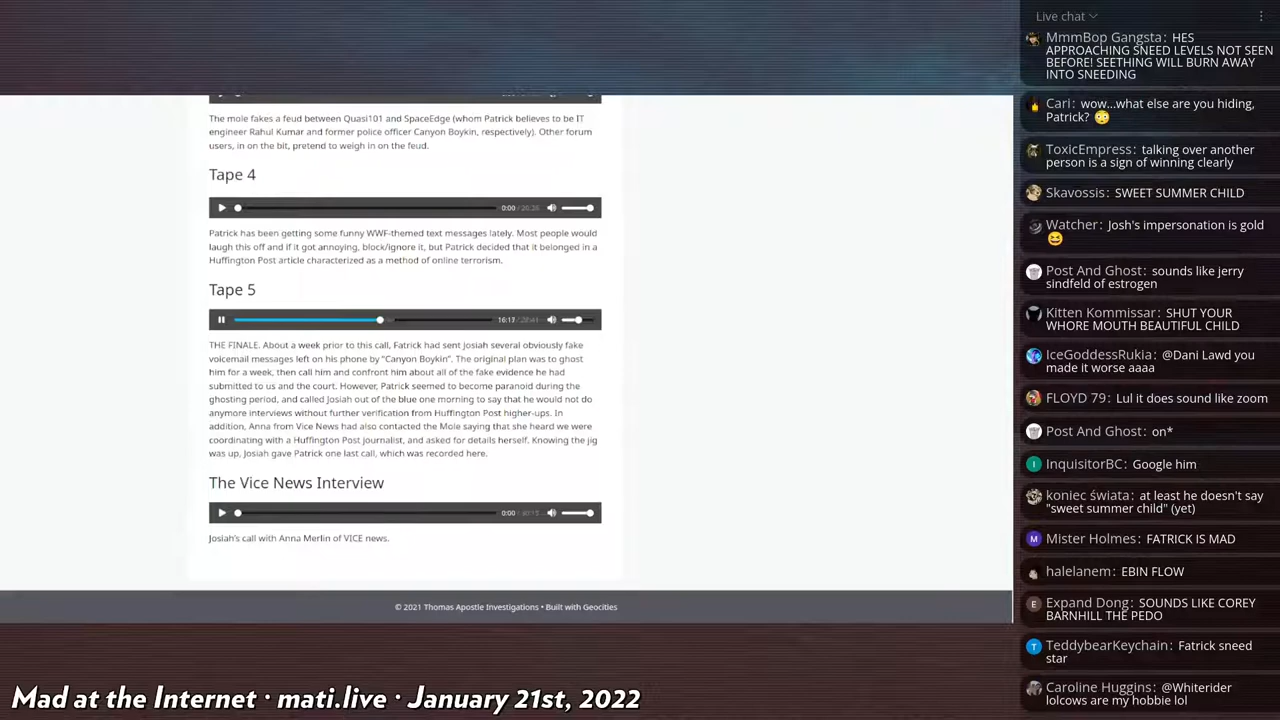 The mole fakes a feud between Quasi101 and SpaceEdge (whom Patrick believes to be IT
engineer Rahul Kumar and former police officer Canyon Boykin, respectively). Other forum
users, in on the bit, pretend to weigh in on the feud.
Tape 4
0:00 / 20:26
Patrick has been getting some funny WWF-themed text messages lately. Most people would
laugh this off and if it got annoying, block/ignore it, but Patrick decided that it belonged in a
Huffington Post article characterized as a method of online terrorism.
Tape 5
16:17
THE FINALE. About a week prior to this call, Fatrick had sent Josiah several obviously fake
voicemail messages left on his phone by "Canyon Boykin". The original plan was to ghost
him for a week, then call him and confront him about all of the fake evidence he had
submitted to us and the court. However, Patrick seemed to become paranoid during the
ghosting period, and called Josiah out of the blue one morning to say that he would not do
anymore interviews without further verification from Huffington Post higher-ups. In
addition, Anna from Vice News had also contacted the Mole saying that she heard we were
coordinating with a Huffington Post journalist, and asked for details herself. Knowing the jig
was up, Josiah gave Patrick one last call, which was recorded here.
The Vice News Interview
0:00
Josiah's call with Anna Merlin of VICE news.
© 2021 Thomas Apostle Investigations • Built with Geocities
Mad at the Internet · mati.live · January 21st, 2022
Live chat
MmmBop Gangsta: HES
APPROACHING SNEED LEVELS NOT SEEN
BEFORE! SEETHING WILL BURN AWAY
INTO SNEEDING
Cari: wow...what else are you hiding,
Patrick? 😳
ToxicEmpress: talking over another
person is a sign of winning clearly
Skavossis: SWEET SUMMER CHILD
Watcher: Josh's impersonation is gold
😆
Post And Ghost: sounds like jerry
sindfeld of estrogen
Kitten Kommissar: SHUT YOUR
WHORE MOUTH BEAUTIFUL CHILD
IceGoddessRukia: @Dani Lawd you
made it worse aaaa
FLOYD 79: Lul it does sound like zoom
Post And Ghost: on*
I
InquisitorBC: Google him
koniec świata: at least he doesn't say
"sweet summer child" (yet)
M
Mister Holmes: FATRICK IS MAD
halelanem: EBIN FLOW
E
Expand Dong: SOUNDS LIKE COREY
BARNHILL THE PEDO
T
TeddybearKeychain: Fatrick sneed
star
Caroline Huggins: @Whiterider
lolcows are my hobbie lol